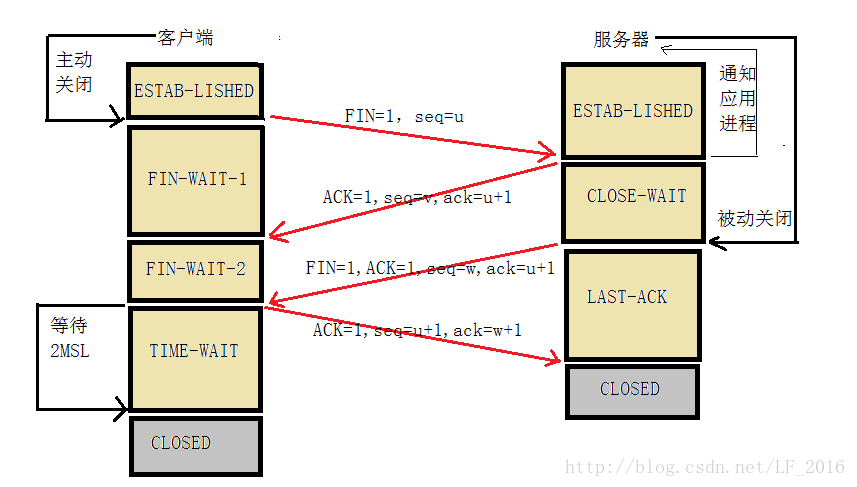 客户端
服务器
主动
关闭
ESTAB-LISHED
FIN=1, seq=u
ESTAB-LISHED
通知
应用
进程
FIN-WAIT-1
ACK=1,seq=v,ack=u+1
CLOSE-WAIT
被动关闭
FIN-WAIT-2
FIN=1,ACK=1,seq=w,ack=u+1
LAST-ACK
等待
2MSL
TIME-WAIT
ACK=1,seq=u+1,ack=w+1
CLOSED
CLOSED
http://blog.csdn.net/LF_2016